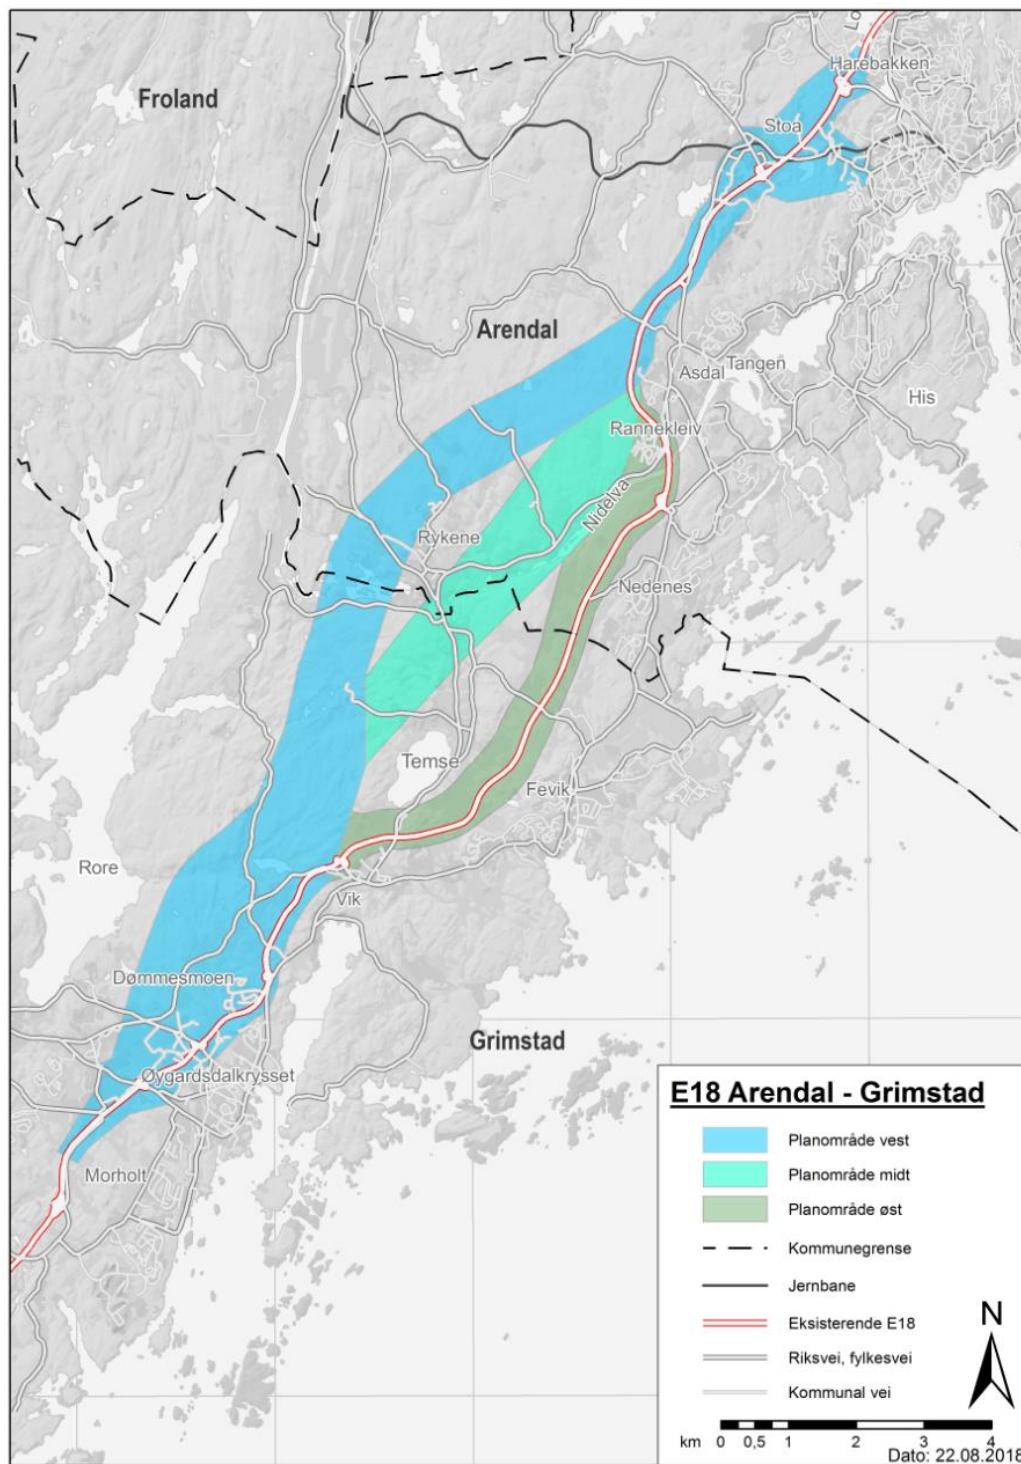 Harebakken
Froland
Stoa
Arendal
Asdal
Tangen
His
Rannekleiv
Nidelva
Rykene
Nedenes
Temse
Fevik
Rore
Vik
Dømmesmoen
Grimstad
Øygardsdalkrysset
Morholt
E18 Arendal - Grimstad
Planområde vest
Planområde midt
Planområde øst
Kommunegrense
Jernbane
Eksisterende E18
Riksvei, fylkesvei
Kommunal vei
N
km 0 0,5 1 2 3 4
Dato: 22.08.2018